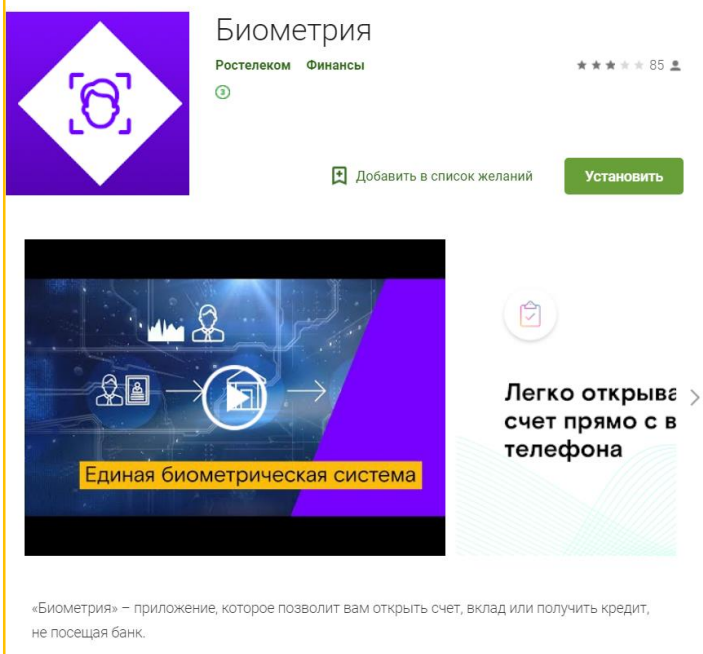 Биометрия
Ростелеком Финансы
85
3
Добавить в список желаний
Установить
Единая биометрическая система
Легко открыва
счет прямо с в
телефона
«Биометрия» – приложение, которое позволит вам открыть счет, вклад или получить кредит,
не посещая банк.